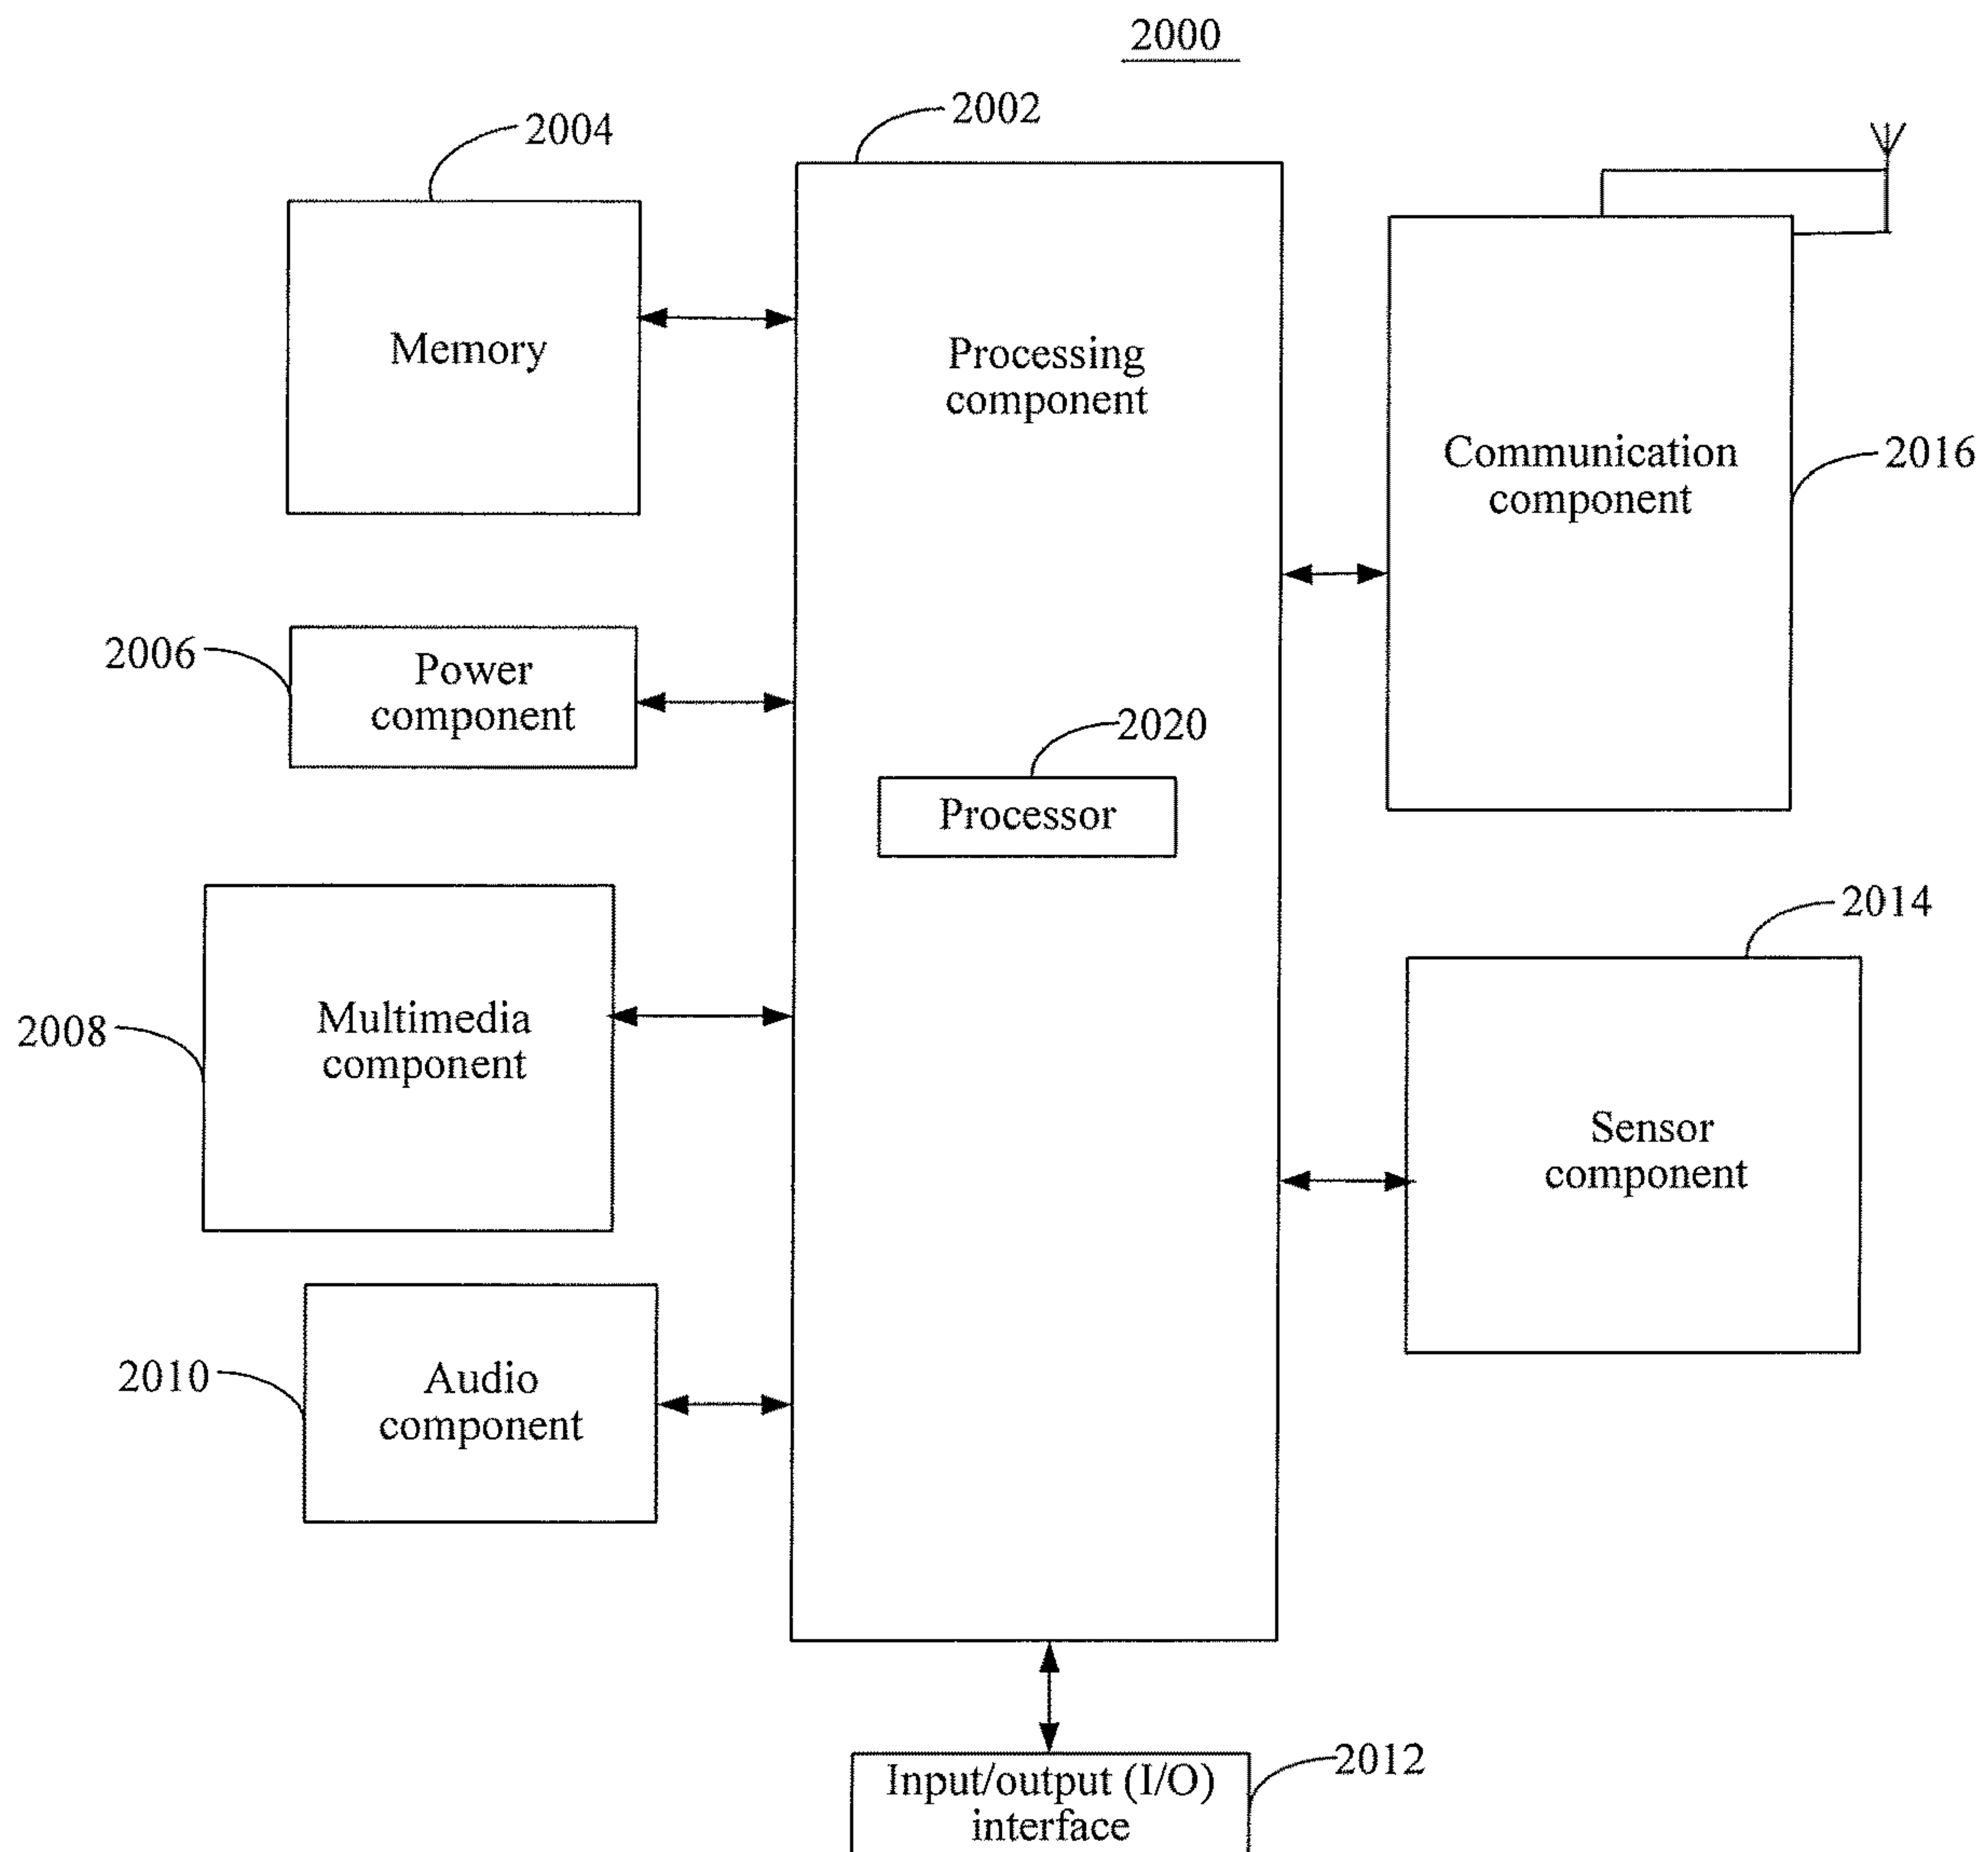 2000
2002
2004
Memory
Processing
component
Communication
component
2016
2006
Power
component
2020
Processor
2014
2008
Multimedia
component
Sensor
component
2010
Audio
component
2012
Input/output (I/O)
interface